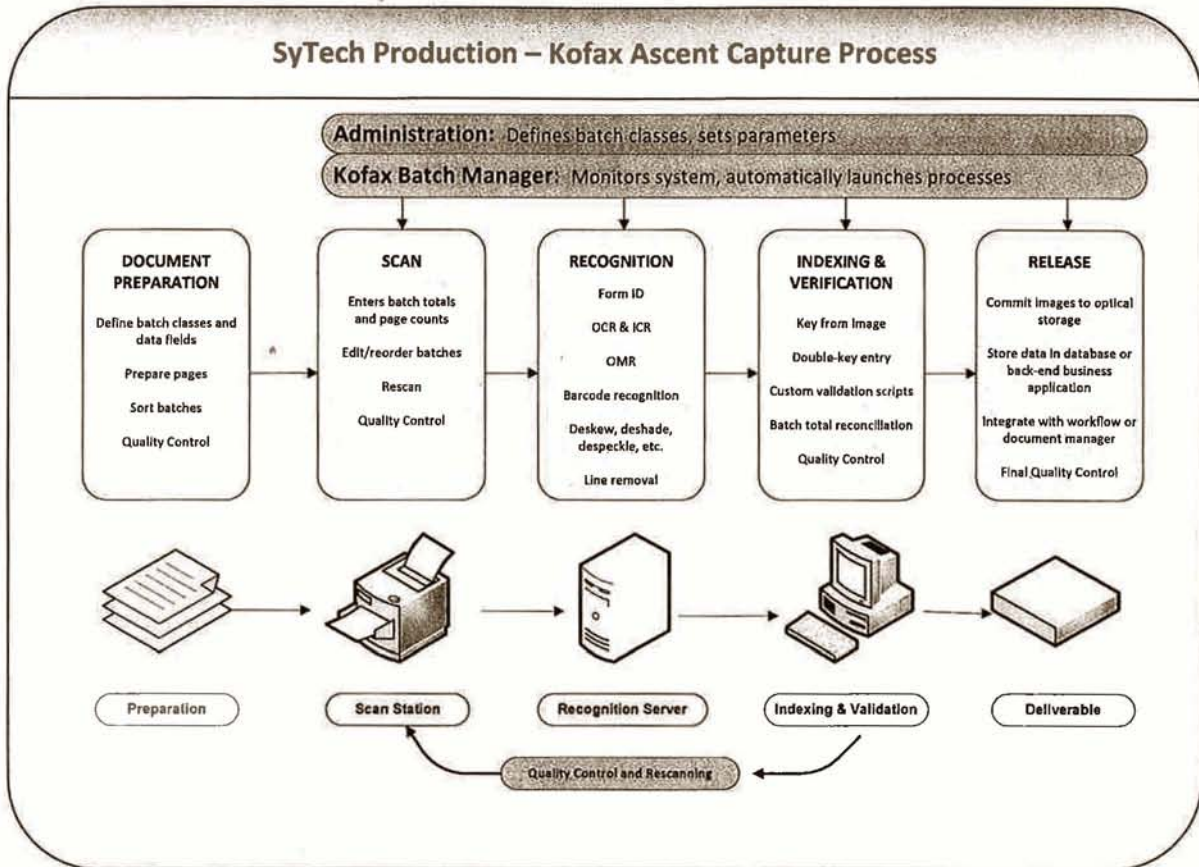 SyTech Production – Kofax Ascent Capture Process
Administration: Defines batch classes, sets parameters
Kofax Batch Manager: Monitors system, automatically launches processes
DOCUMENT
PREPARATION
Define batch classes and
data fields
Prepare pages
Sort batches
Quality Control
SCAN
Enters batch totals
and page counts
Edit/reorder batches
Rescan
Quality Control
RECOGNITION
Form ID
OCR & ICR
OMR
Barcode recognition
Deskew, deshade,
despeckle, etc.
Line removal
INDEXING &
VERIFICATION
Key from image
Double-key entry
Custom validation scripts
Batch total reconciliation
Quality Control
RELEASE
Commit images to optical
storage
Store data in database or
back-end business
application
Integrate with workflow or
document manager
Final Quality Control
Preparation
Scan Station
Recognition Server
Indexing & Validation
Deliverable
Quality Control and Rescanning